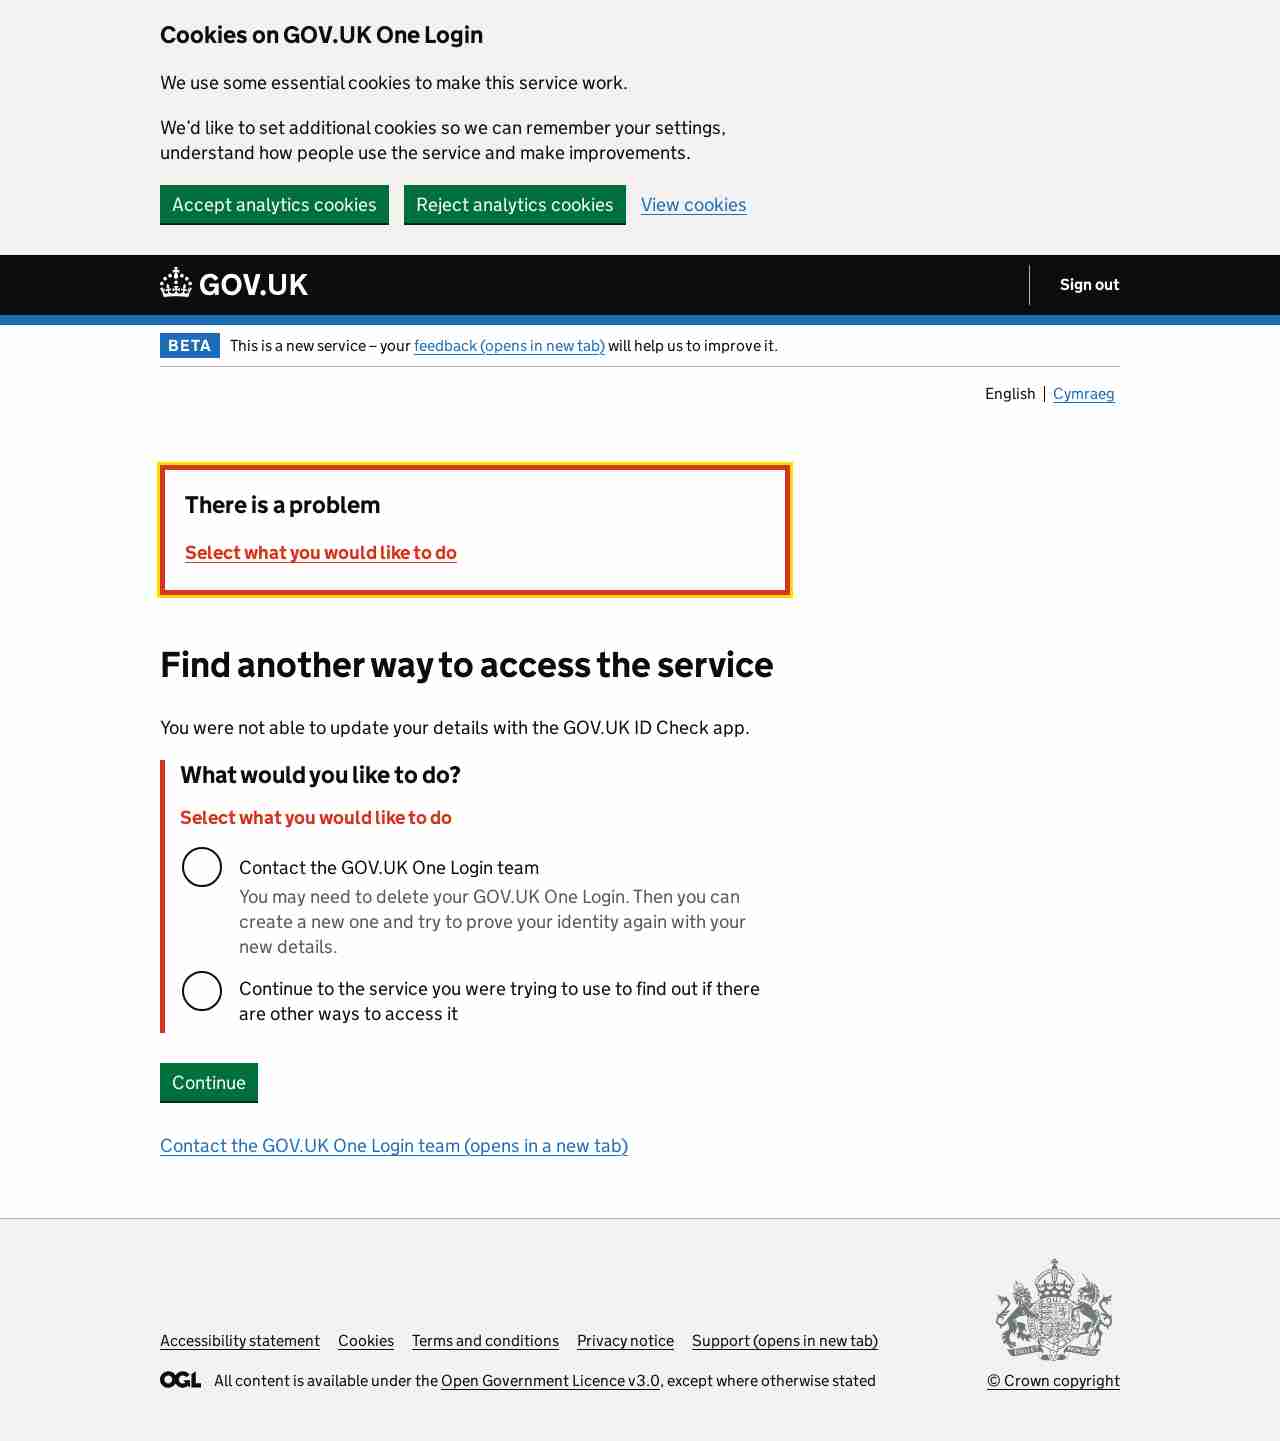 Cookies on GOV.UK One Login
We use some essential cookies to make this service work.
We'd like to set additional cookies so we can remember your settings,
understand how people use the service and make improvements.
Accept analytics cookies
Reject analytics cookies
View cookies
GOV.UK
Sign out
BETA
This is a new service – your feedback (opens in new tab) will help us to improve it.
English
Cymraeg
There is a problem
Select what you would like to do
Find another way to access the service
You were not able to update your details with the GOV.UK ID Check app.
What would you like to do?
Select what you would like to do
Contact the GOV.UK One Login team
You may need to delete your GOV.UK One Login. Then you can
create a new one and try to prove your identity again with your
new details.
Continue to the service you were trying to use to find out if there
are other ways to access it
Continue
Contact the GOV.UK One Login team (opens in a new tab)
Accessibility statement
Cookies
Terms and conditions
Privacy notice
Support (opens in new tab)
OGL
All content is available under the Open Government Licence v3.0, except where otherwise stated
© Crown copyright